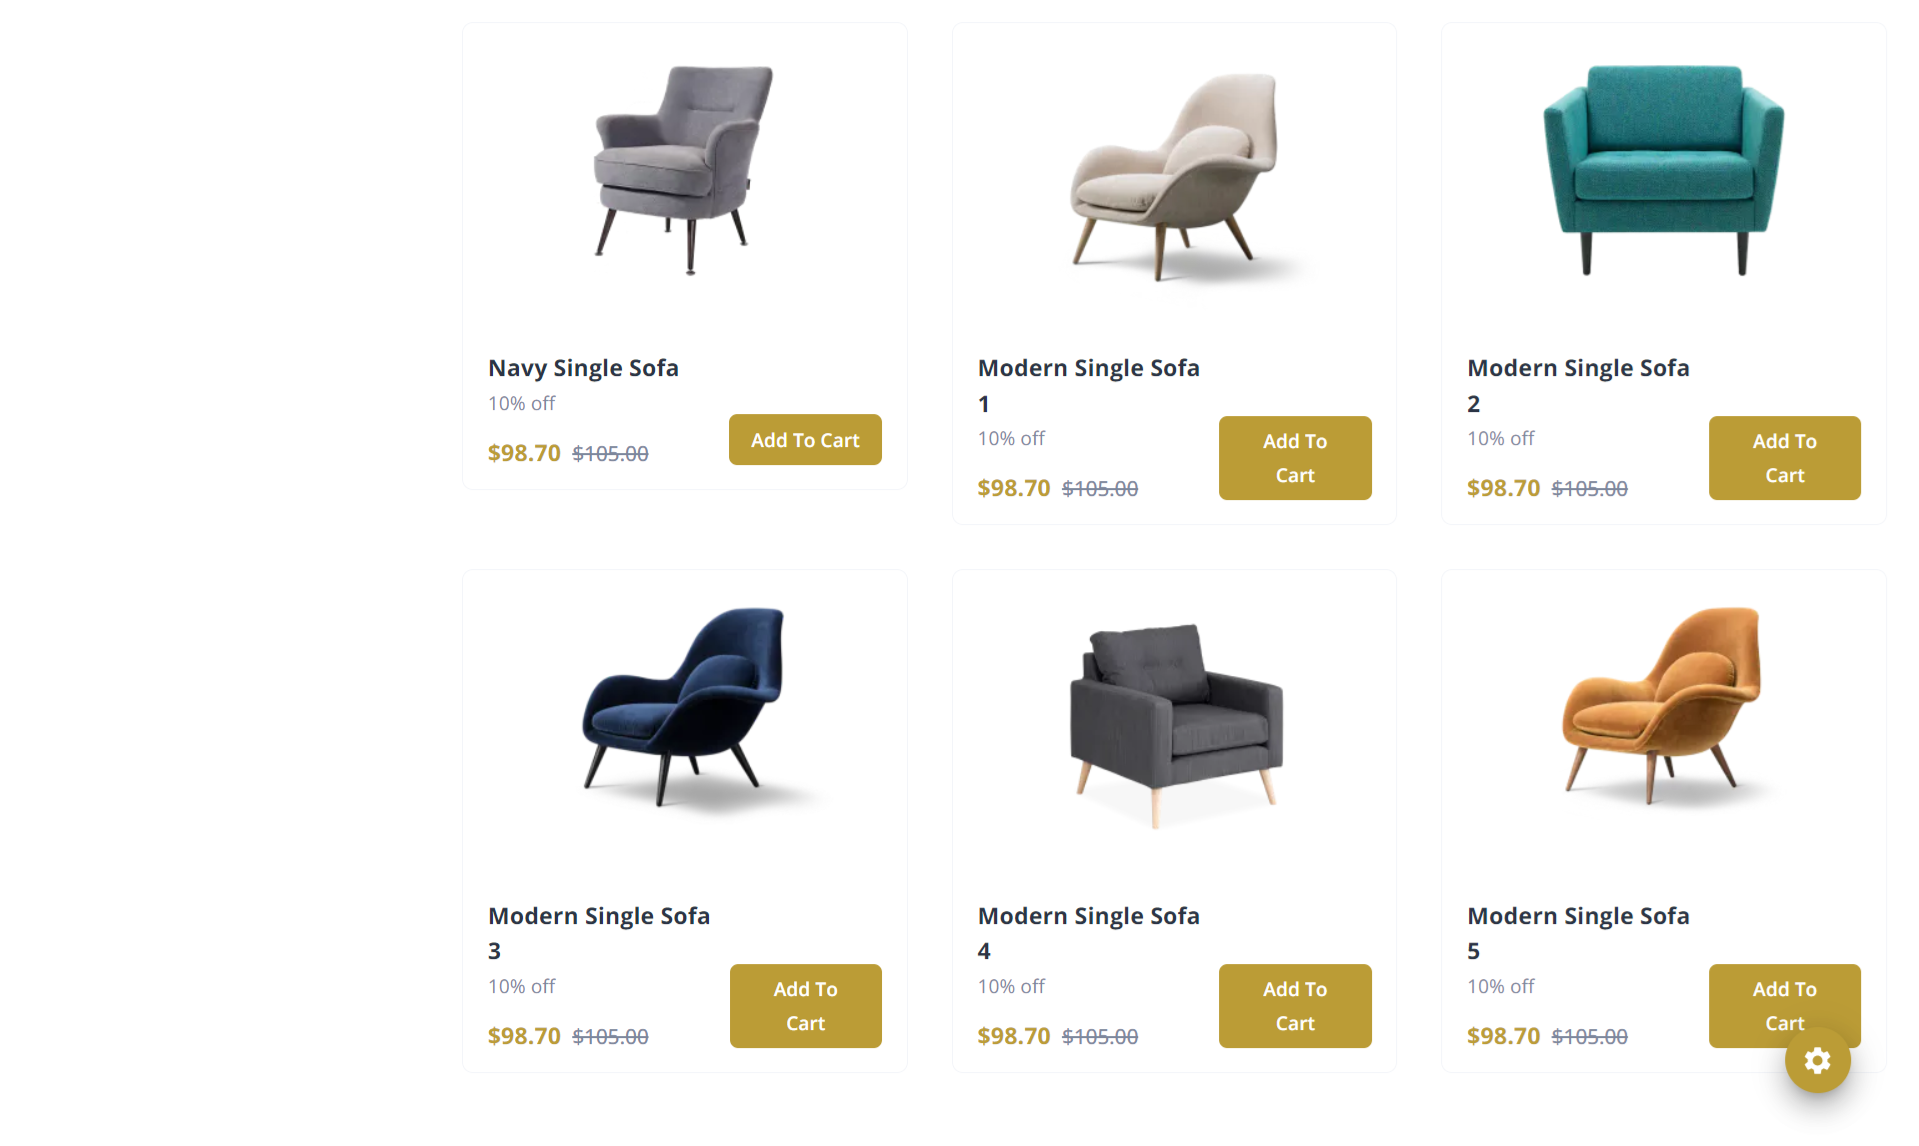 Navy Single Sofa
10% off
$98.70 $105.00
Add To Cart
Modern Single Sofa
1
10% off
$98.70 $105.00
Add To
Cart
Modern Single Sofa
2
10% off
$98.70 $105.00
Add To
Cart
Modern Single Sofa
3
10% off
$98.70 $105.00
Add To
Cart
Modern Single Sofa
4
10% off
$98.70 $105.00
Add To
Cart
Modern Single Sofa
5
10% off
$98.70 $105.00
Add To
Cart